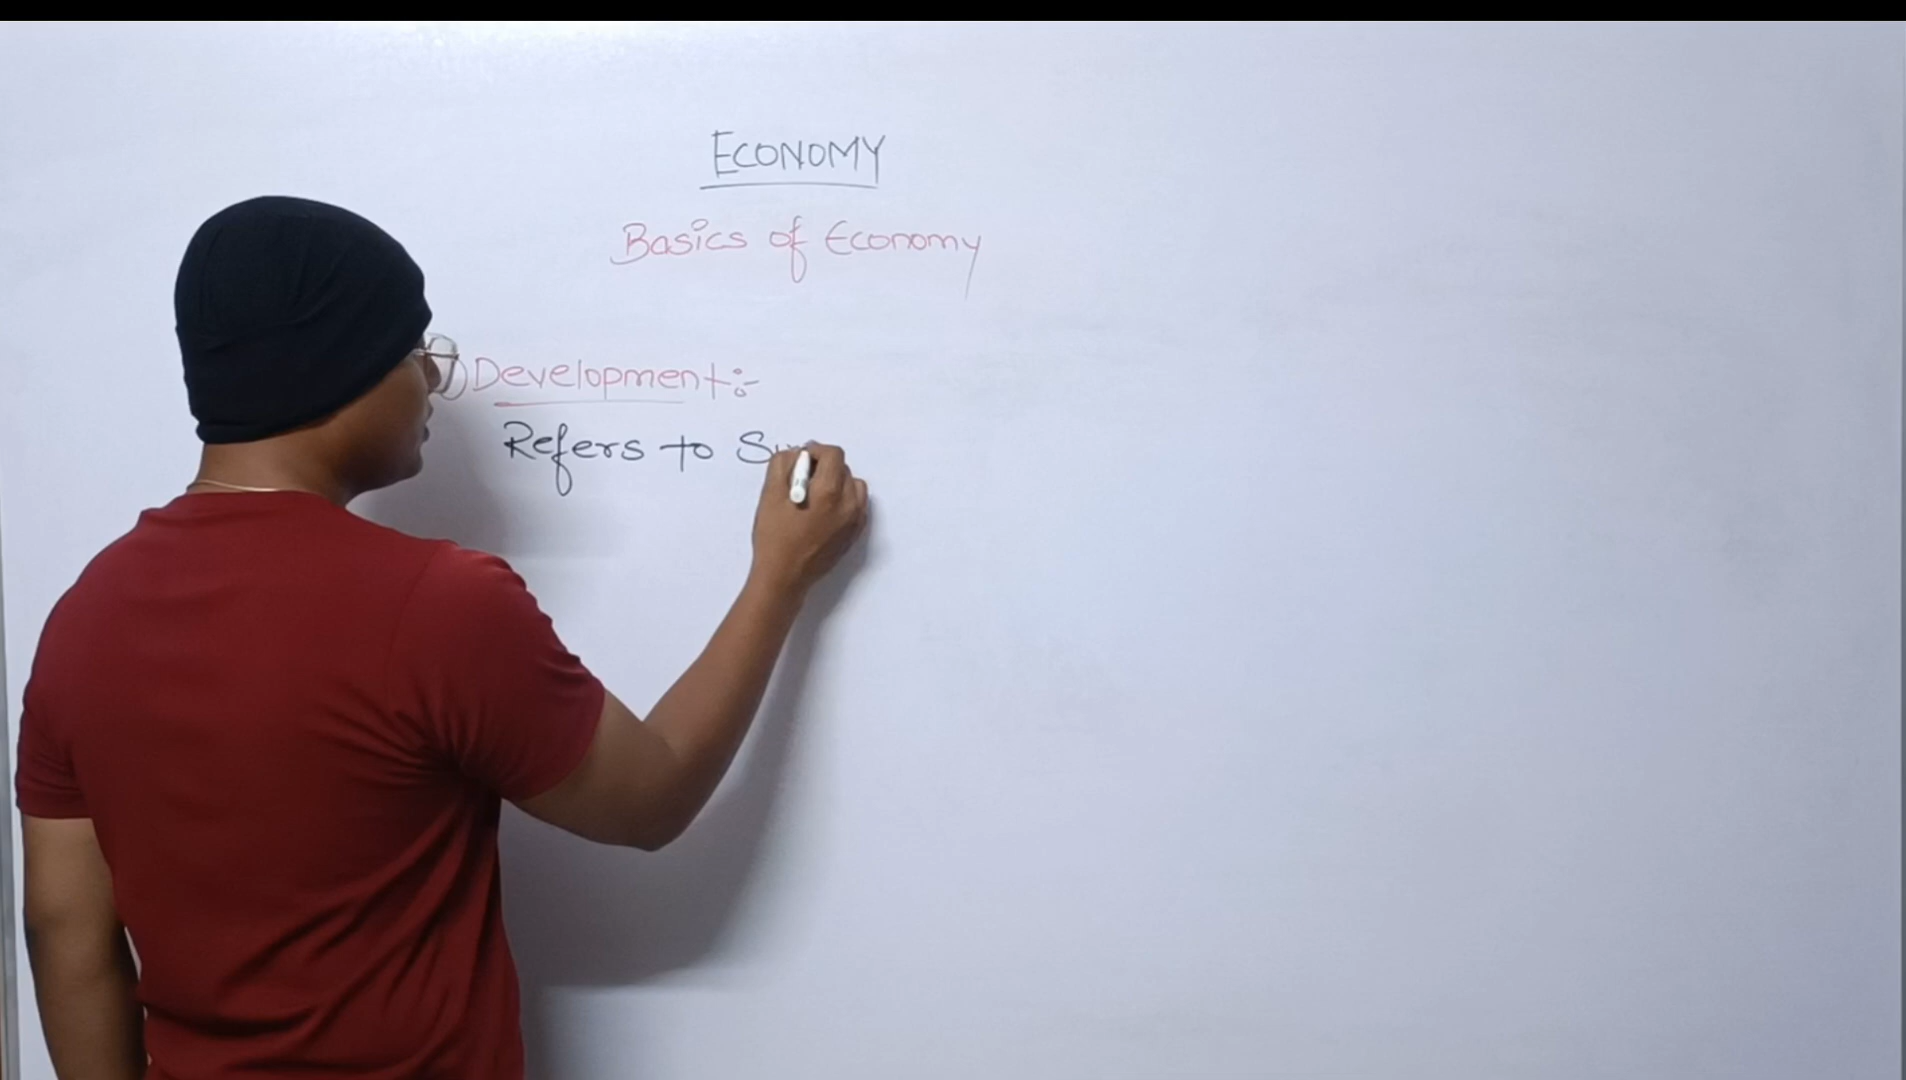 ECONOMY
Basics of Economy
) Development:-
Refers to